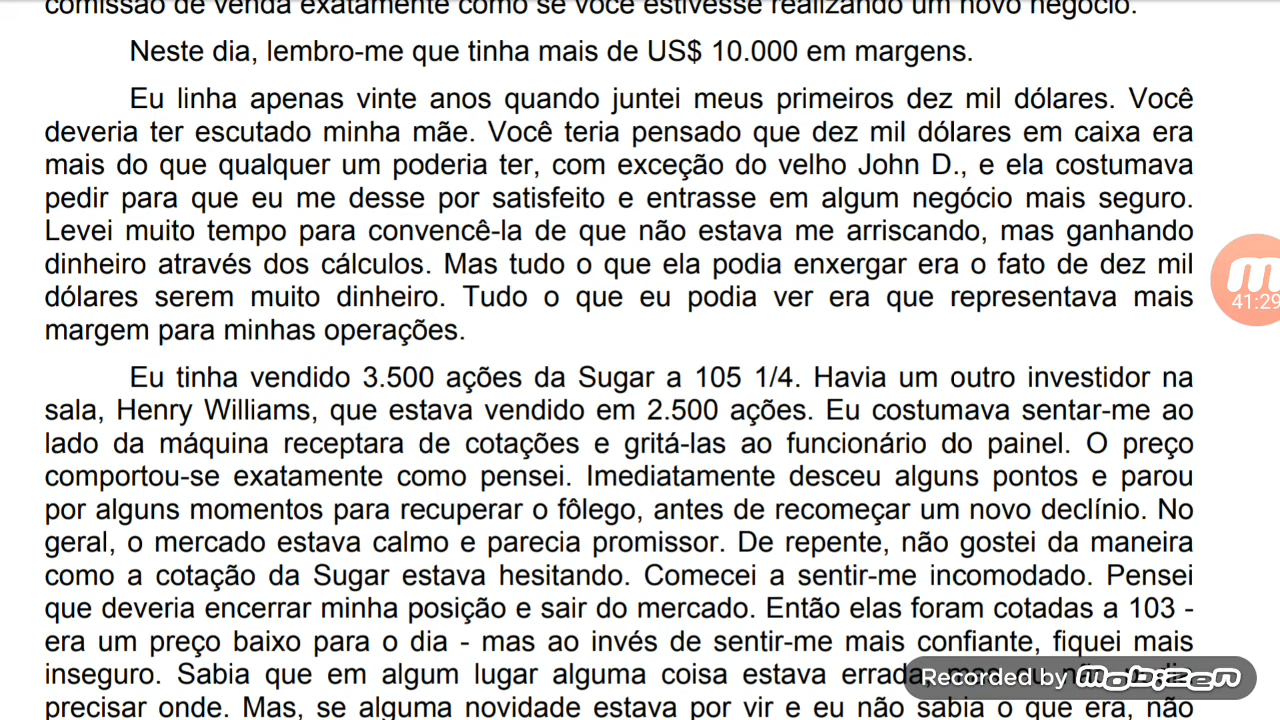 comissão de venda exatamente como se você estivesse realizando um novo negócio.
Neste dia, lembro-me que tinha mais de US$ 10.000 em margens.
Eu linha apenas vinte anos quando juntei meus primeiros dez mil dólares. Você
deveria ter escutado minha mãe. Você teria pensado que dez mil dólares em caixa era
mais do que qualquer um poderia ter, com exceção do velho John D., e ela costumava
pedir para que eu me desse por satisfeito e entrasse em algum negócio mais seguro.
Levei muito tempo para convencê-la de que não estava me arriscando, mas ganhando
dinheiro através dos cálculos. Mas tudo o que ela podia enxergar era o fato de dez mil
dólares serem muito dinheiro. Tudo o que eu podia ver era que representava mais
margem para minhas operações.
Eu tinha vendido 3.500 ações da Sugar a 105 1/4. Havia um outro investidor na
sala, Henry Williams, que estava vendido em 2.500 ações. Eu costumava sentar-me ao
lado da máquina receptara de cotações e gritá-las ao funcionário do painel. O preço
comportou-se exatamente como pensei. Imediatamente desceu alguns pontos e parou
por alguns momentos para recuperar o fôlego, antes de recomeçar um novo declínio. No
geral, o mercado estava calmo e parecia promissor. De repente, não gostei da maneira
como a cotação da Sugar estava hesitando. Comecei a sentir-me incomodado. Pensei
que deveria encerrar minha posição e sair do mercado. Então elas foram cotadas a 103 -
era um preço baixo para o dia - mas ao invés de sentir-me mais confiante, fiquei mais
inseguro. Sabia que em algum lugar alguma coisa estava errada, mas
precisar onde. Mas, se alguma novidade estava por vir e eu não sabia o que era, não
41:29
Recorded by MOBIZEN